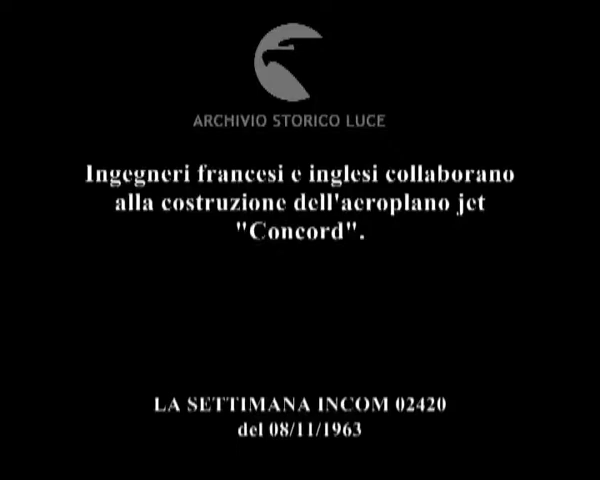 ARCHIVIO STORICO LUCE
Ingegneri francesi e inglesi collaborano
alla costruzione dell'aeroplano jet
"Concord".
LA SETTIMANA INCOM 02420
del 08/11/1963